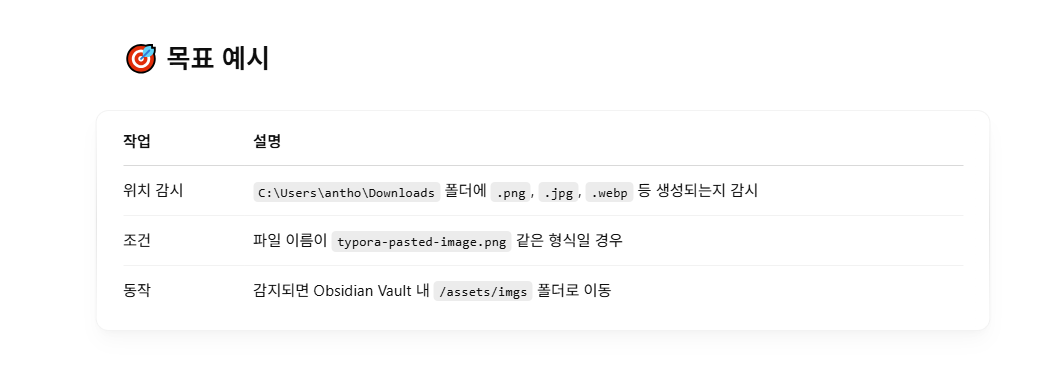 🎯 목표 예시
작업 설명
위치 감시 C:\Users\antho\Downloads 폴더에 .png, .jpg, .webp 등 생성되는지 감시
조건 파일 이름이 typora-pasted-image.png 같은 형식일 경우
동작 감지되면 Obsidian Vault 내 /assets/imgs 폴더로 이동